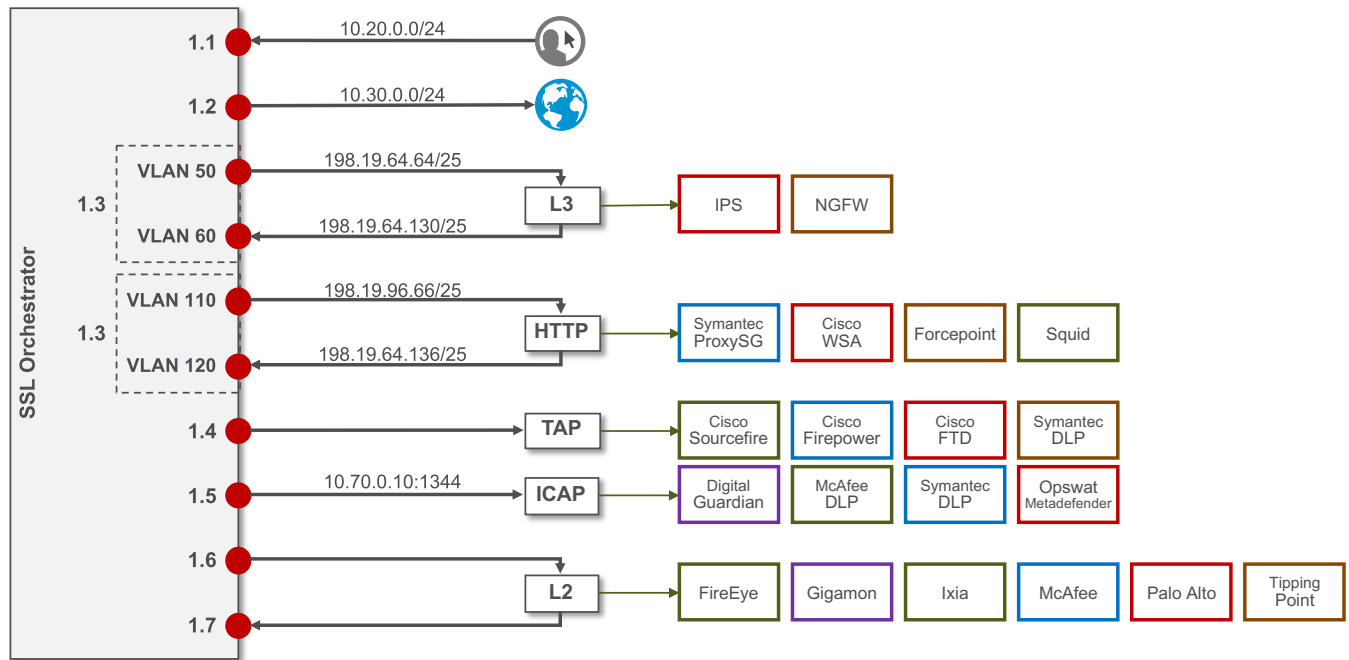 SSL Orchestrator
1.1
10.20.0.0/24
1.2
10.30.0.0/24
1.3
VLAN 50
198.19.64.64/25
L3
IPS
NGFW
VLAN 60
198.19.64.130/25
1.3
VLAN 110
198.19.96.66/25
HTTP
Symantec
ProxySG
Cisco
WSA
Forcepoint
Squid
VLAN 120
198.19.64.136/25
1.4
TAP
Cisco
Sourcefire
Cisco
Firepower
Cisco
FTD
Symantec
DLP
1.5
10.70.0.10:1344
ICAP
Digital
Guardian
McAfee
DLP
Symantec
DLP
Opswat
Metadefender
1.6
L2
FireEye
Gigamon
Ixia
McAfee
Palo Alto
Tipping
Point
1.7